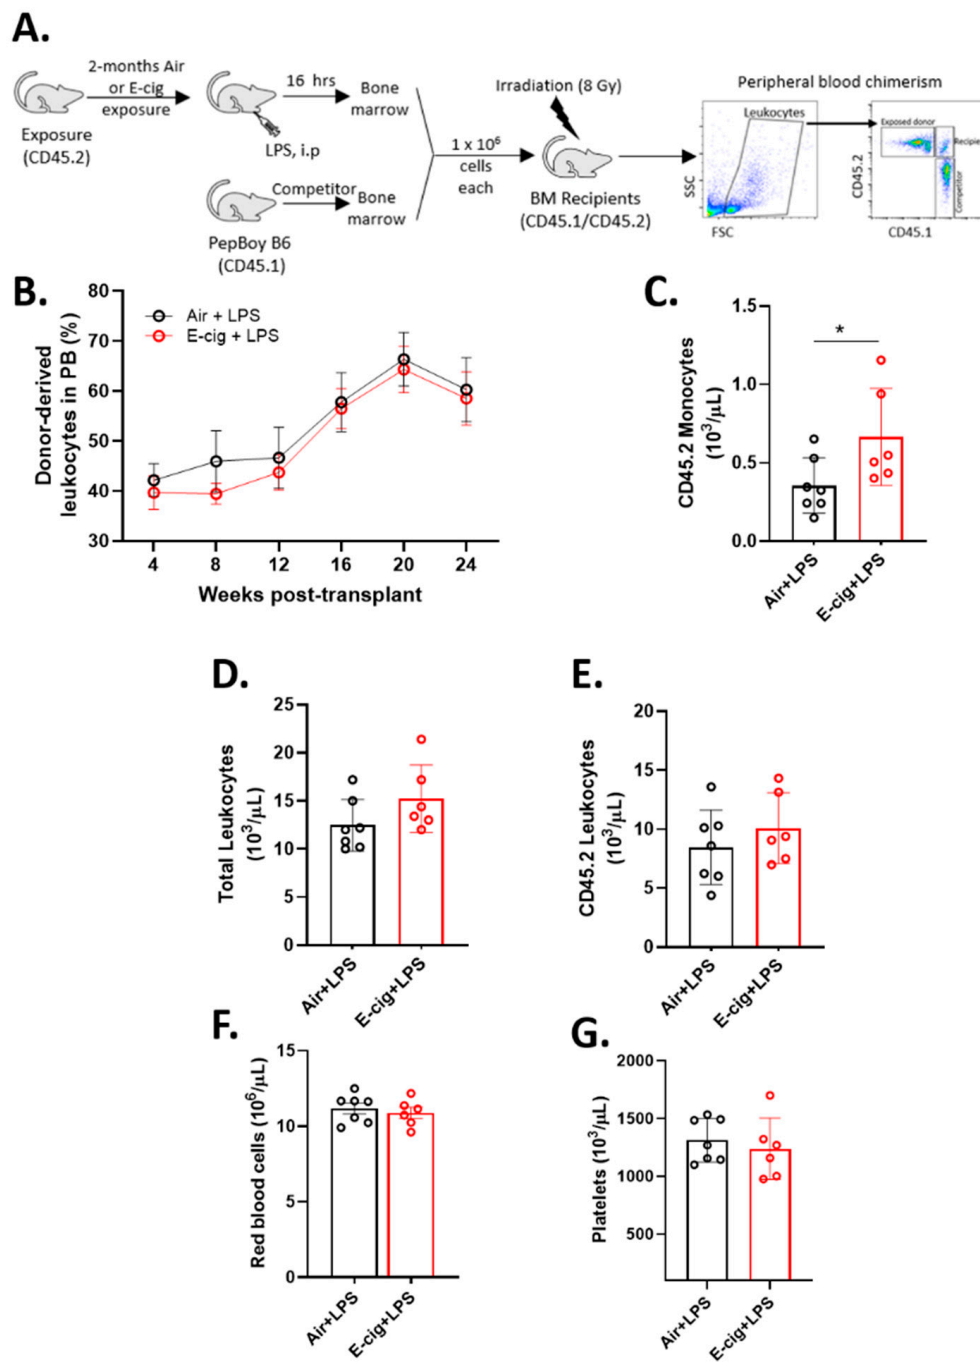 A.
2-months Air
or E-cig
exposure
Exposure
(CD45.2)
16 hrs
LPS, i.p
Bone
marrow
Competitor
Bone
marrow
PepBoy B6
(CD45.1)
1 x 10⁶
cells
each
Irradiation (8 Gy)
BM Recipients
(CD45.1/CD45.2)
Peripheral blood chimerism
Leukocytes
SSC
FSC
Exposed donor
Recipie
Competitor
CD45.2
CD45.1
B.
Donor-derived
leukocytes in PB (%)
80
70
60
50
40
30
Air + LPS
E-cig + LPS
4 8 12 16 20 24
Weeks post-transplant
C.
CD45.2 Monocytes
(10³/μL)
1.5
1.0
0.5
0.0
*
Air+LPS
E-cig+LPS
D.
Total Leukocytes
(10³/μL)
25
20
15
10
5
0
Air+LPS
E-cig+LPS
E.
CD45.2 Leukocytes
(10³/μL)
20
15
10
5
0
Air+LPS
E-cig+LPS
F.
Red blood cells (10⁶/μL)
15
10
5
0
Air+LPS
E-cig+LPS
G.
Platelets (10³/μL)
2000
1500
1000
500
Air+LPS
E-cig+LPS